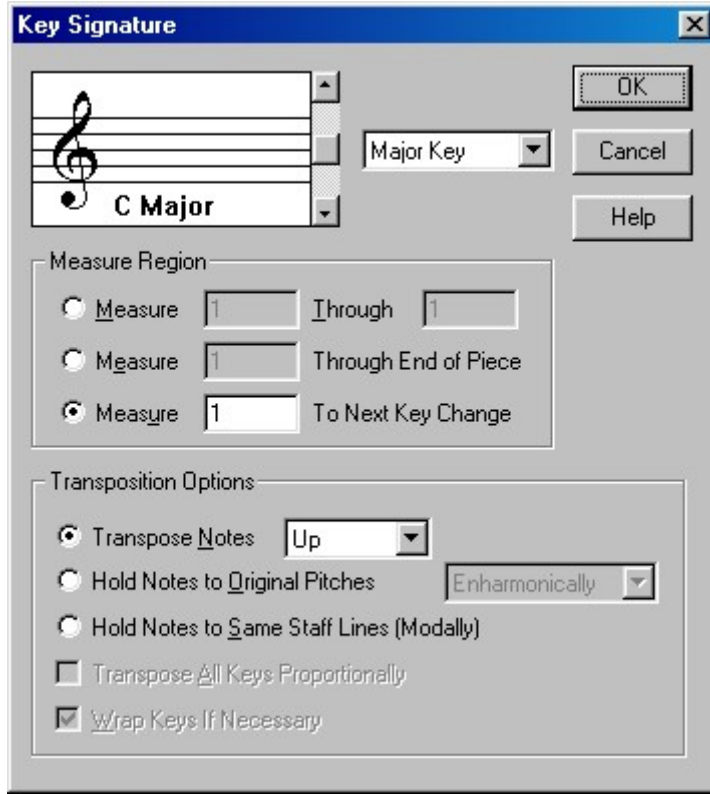 Key Signature
OK
Major Key
Cancel
C Major
Help
Measure Region
Measure 1 Through 1
Measure 1 Through End of Piece
Measure 1 To Next Key Change
Transposition Options
Transpose Notes Up
Hold Notes to Original Pitches Enharmonically
Hold Notes to Same Staff Lines (Modally)
Transpose All Keys Proportionally
Wrap Keys If Necessary